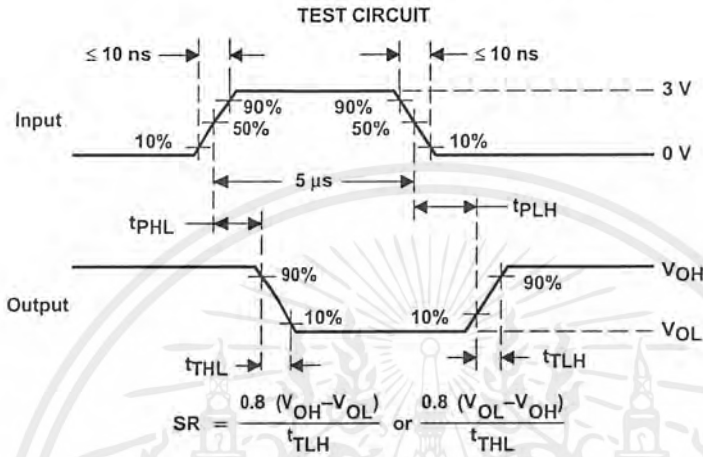 TEST CIRCUIT
≤ 10 ns
≤ 10 ns
3 V
Input
90%
90%
50%
50%
10%
10%
0 V
5 μs
tPHL
tPLH
Output
90%
VOH
90%
10%
10%
VOL
tTHL
tTLH
SR = 0.8 (VOH–VOL) / tTLH or 0.8 (VOL–VOH) / tTHL